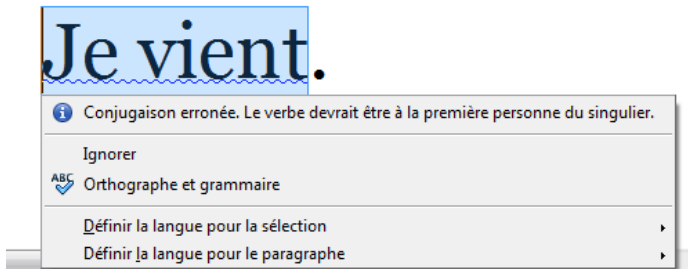 Je vient.
Conjugaison erronée. Le verbe devrait être à la première personne du singulier.
Ignorer
ABC Orthographe et grammaire
Définir la langue pour la sélection
Définir la langue pour le paragraphe